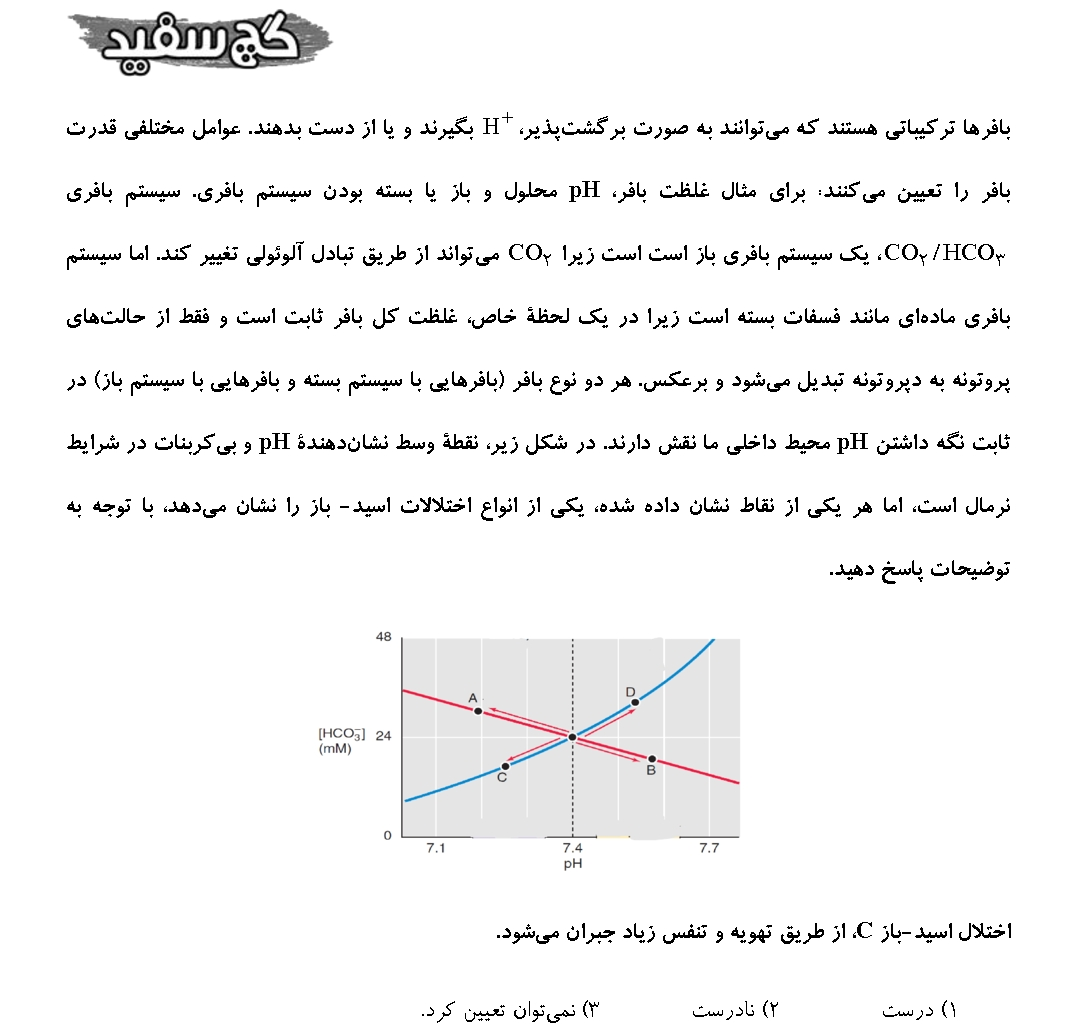 گچ سفید
بافرها ترکیباتی هستند که می‌توانند به صورت برگشت‌پذیر، H⁺ بگیرند و یا از دست بدهند. عوامل مختلفی قدرت
بافر را تعیین می‌کنند؛ برای مثال غلظت بافر، pH محلول و باز یا بسته بودن سیستم بافری. سیستم بافری
CO₂/HCO₃، یک سیستم بافری باز است است زیرا CO₂ می‌تواند از طریق تبادل آلوئولی تغییر کند. اما سیستم
بافری ماده‌ای مانند فسفات بسته است زیرا در یک لحظهٔ خاص، غلظت کل بافر ثابت است و فقط از حالت‌های
پروتونه به دپروتونه تبدیل می‌شود و برعکس. هر دو نوع بافر (بافرهایی با سیستم بسته و بافرهایی با سیستم باز) در
ثابت نگه داشتن pH محیط داخلی ما نقش دارند. در شکل زیر، نقطهٔ وسط نشان‌دهندهٔ pH و بی‌کربنات در شرایط
نرمال است، اما هر یکی از نقاط نشان داده شده، یکی از انواع اختلالات اسید- باز را نشان می‌دهد، با توجه به
توضیحات پاسخ دهید.
48
D
A
[HCO₃⁻] 24
(mM)
B
C
0
7.1 7.4 7.7
pH
اختلال اسید-باز C، از طریق تهویه و تنفس زیاد جبران می‌شود.
۱) درست ۲) نادرست ۳) نمی‌توان تعیین کرد.